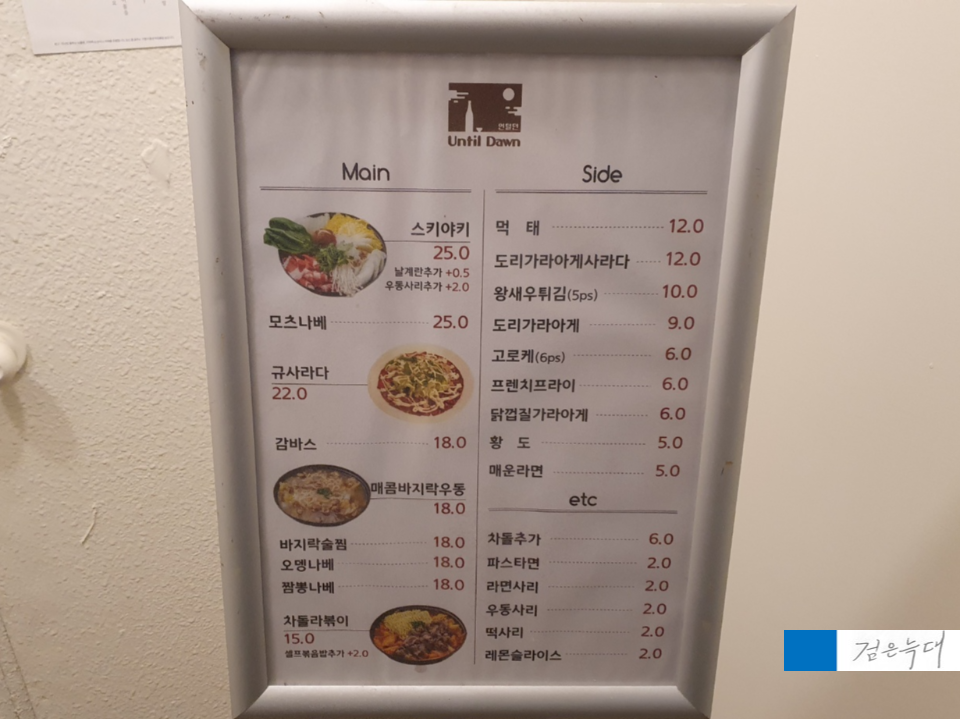 전일안
Until Dawn
Main
스키야키
25.0
날계란추가 +0.5
우동사리추가 +2.0
모츠나베 25.0
규사라다
22.0
감바스 18.0
매콤바지락우동
18.0
바지락술찜 18.0
오뎅나베 18.0
짬뽕나베 18.0
차돌라볶이
15.0
셀프볶음밥추가 +2.0
Side
먹 태 12.0
도리가라아게사라다 12.0
왕새우튀김(5ps) 10.0
도리가라아게 9.0
고로케(6ps) 6.0
프렌치프라이 6.0
닭껍질가라아게 6.0
황 도 5.0
매운라면 5.0
etc
차돌추가 6.0
파스타면 2.0
라면사리 2.0
우동사리 2.0
떡사리 2.0
레몬슬라이스 2.0
검은늑대